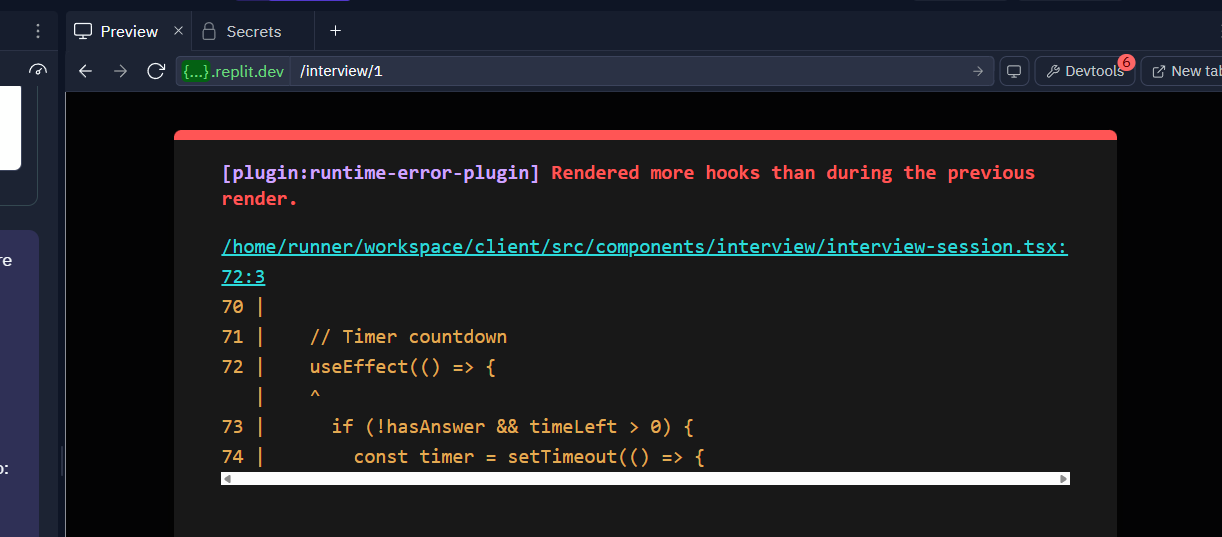 Preview
Secrets
{...}.replit.dev
/interview/1
Devtools
6
New tab
[plugin:runtime-error-plugin] Rendered more hooks than during the previous
render.
/home/runner/workspace/client/src/components/interview/interview-session.tsx:
72:3
70 |
71 |    // Timer countdown
72 |    useEffect(() => {
   |    ^
73 |      if (!hasAnswer && timeLeft > 0) {
74 |        const timer = setTimeout(() => {
re
o: